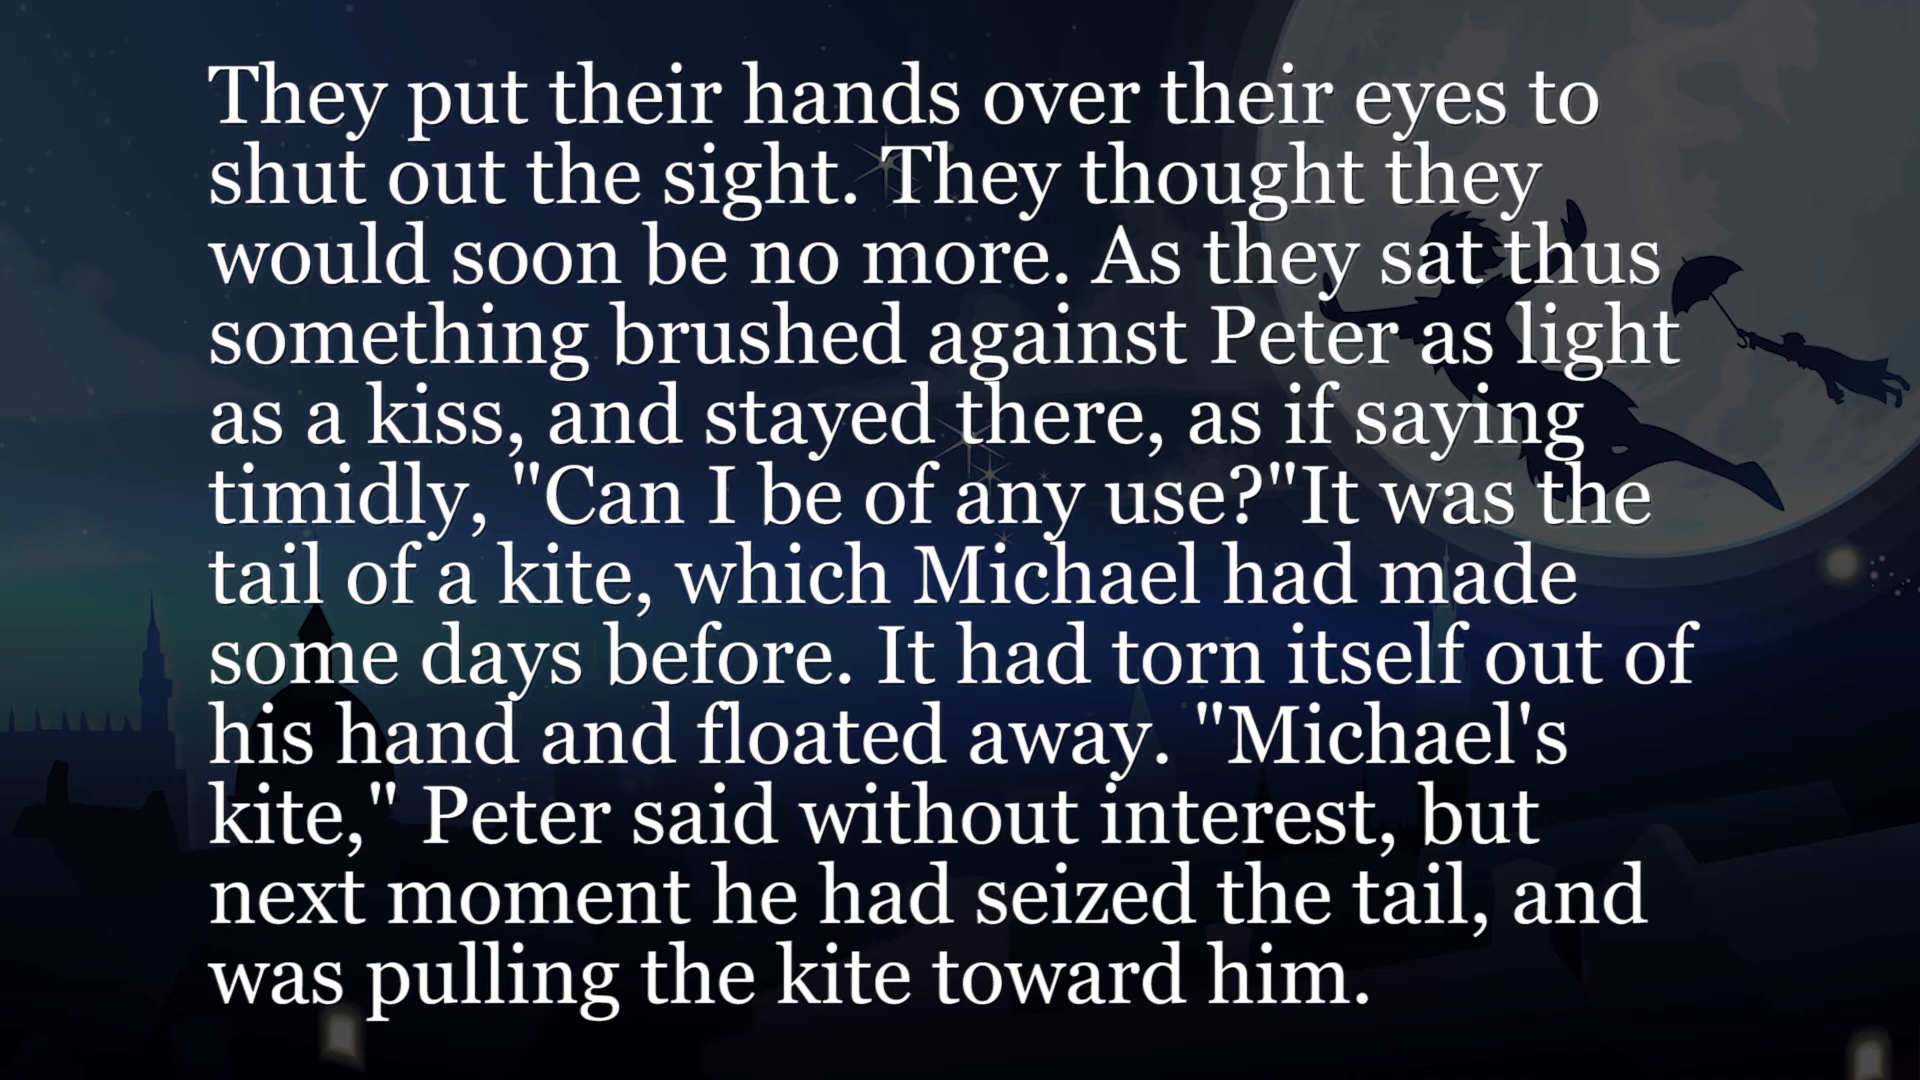 They put their hands over their eyes to
shut out the sight. They thought they
would soon be no more. As they sat thus
something brushed against Peter as light
as a kiss, and stayed there, as if saying
timidly, "Can I be of any use?"It was the
tail of a kite, which Michael had made
some days before. It had torn itself out of
his hand and floated away. "Michael's
kite," Peter said without interest, but
next moment he had seized the tail, and
was pulling the kite toward him.